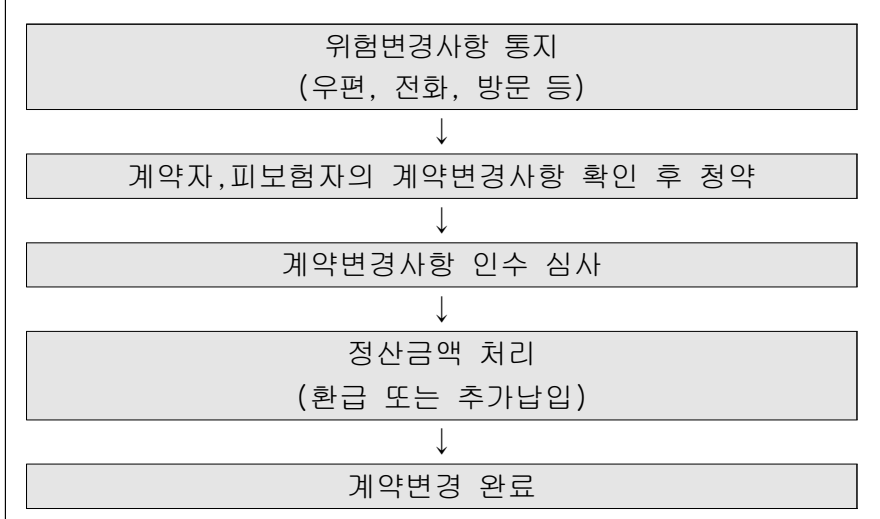 위험변경사항 통지
(우편, 전화, 방문 등)
↓
계약자,피보험자의 계약변경사항 확인 후 청약
↓
계약변경사항 인수 심사
↓
정산금액 처리
(환급 또는 추가납입)
↓
계약변경 완료